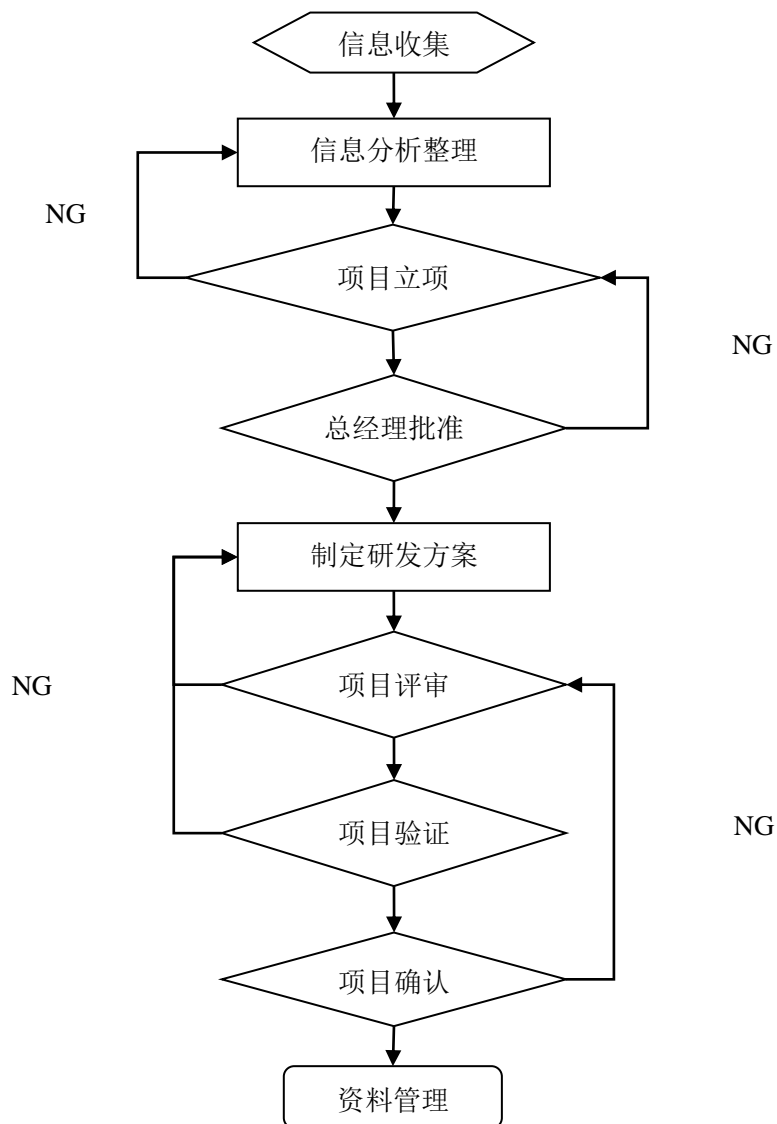 信息收集
信息分析整理
NG
项目立项
NG
总经理批准
制定研发方案
项目评审
NG
项目验证
NG
项目确认
资料管理